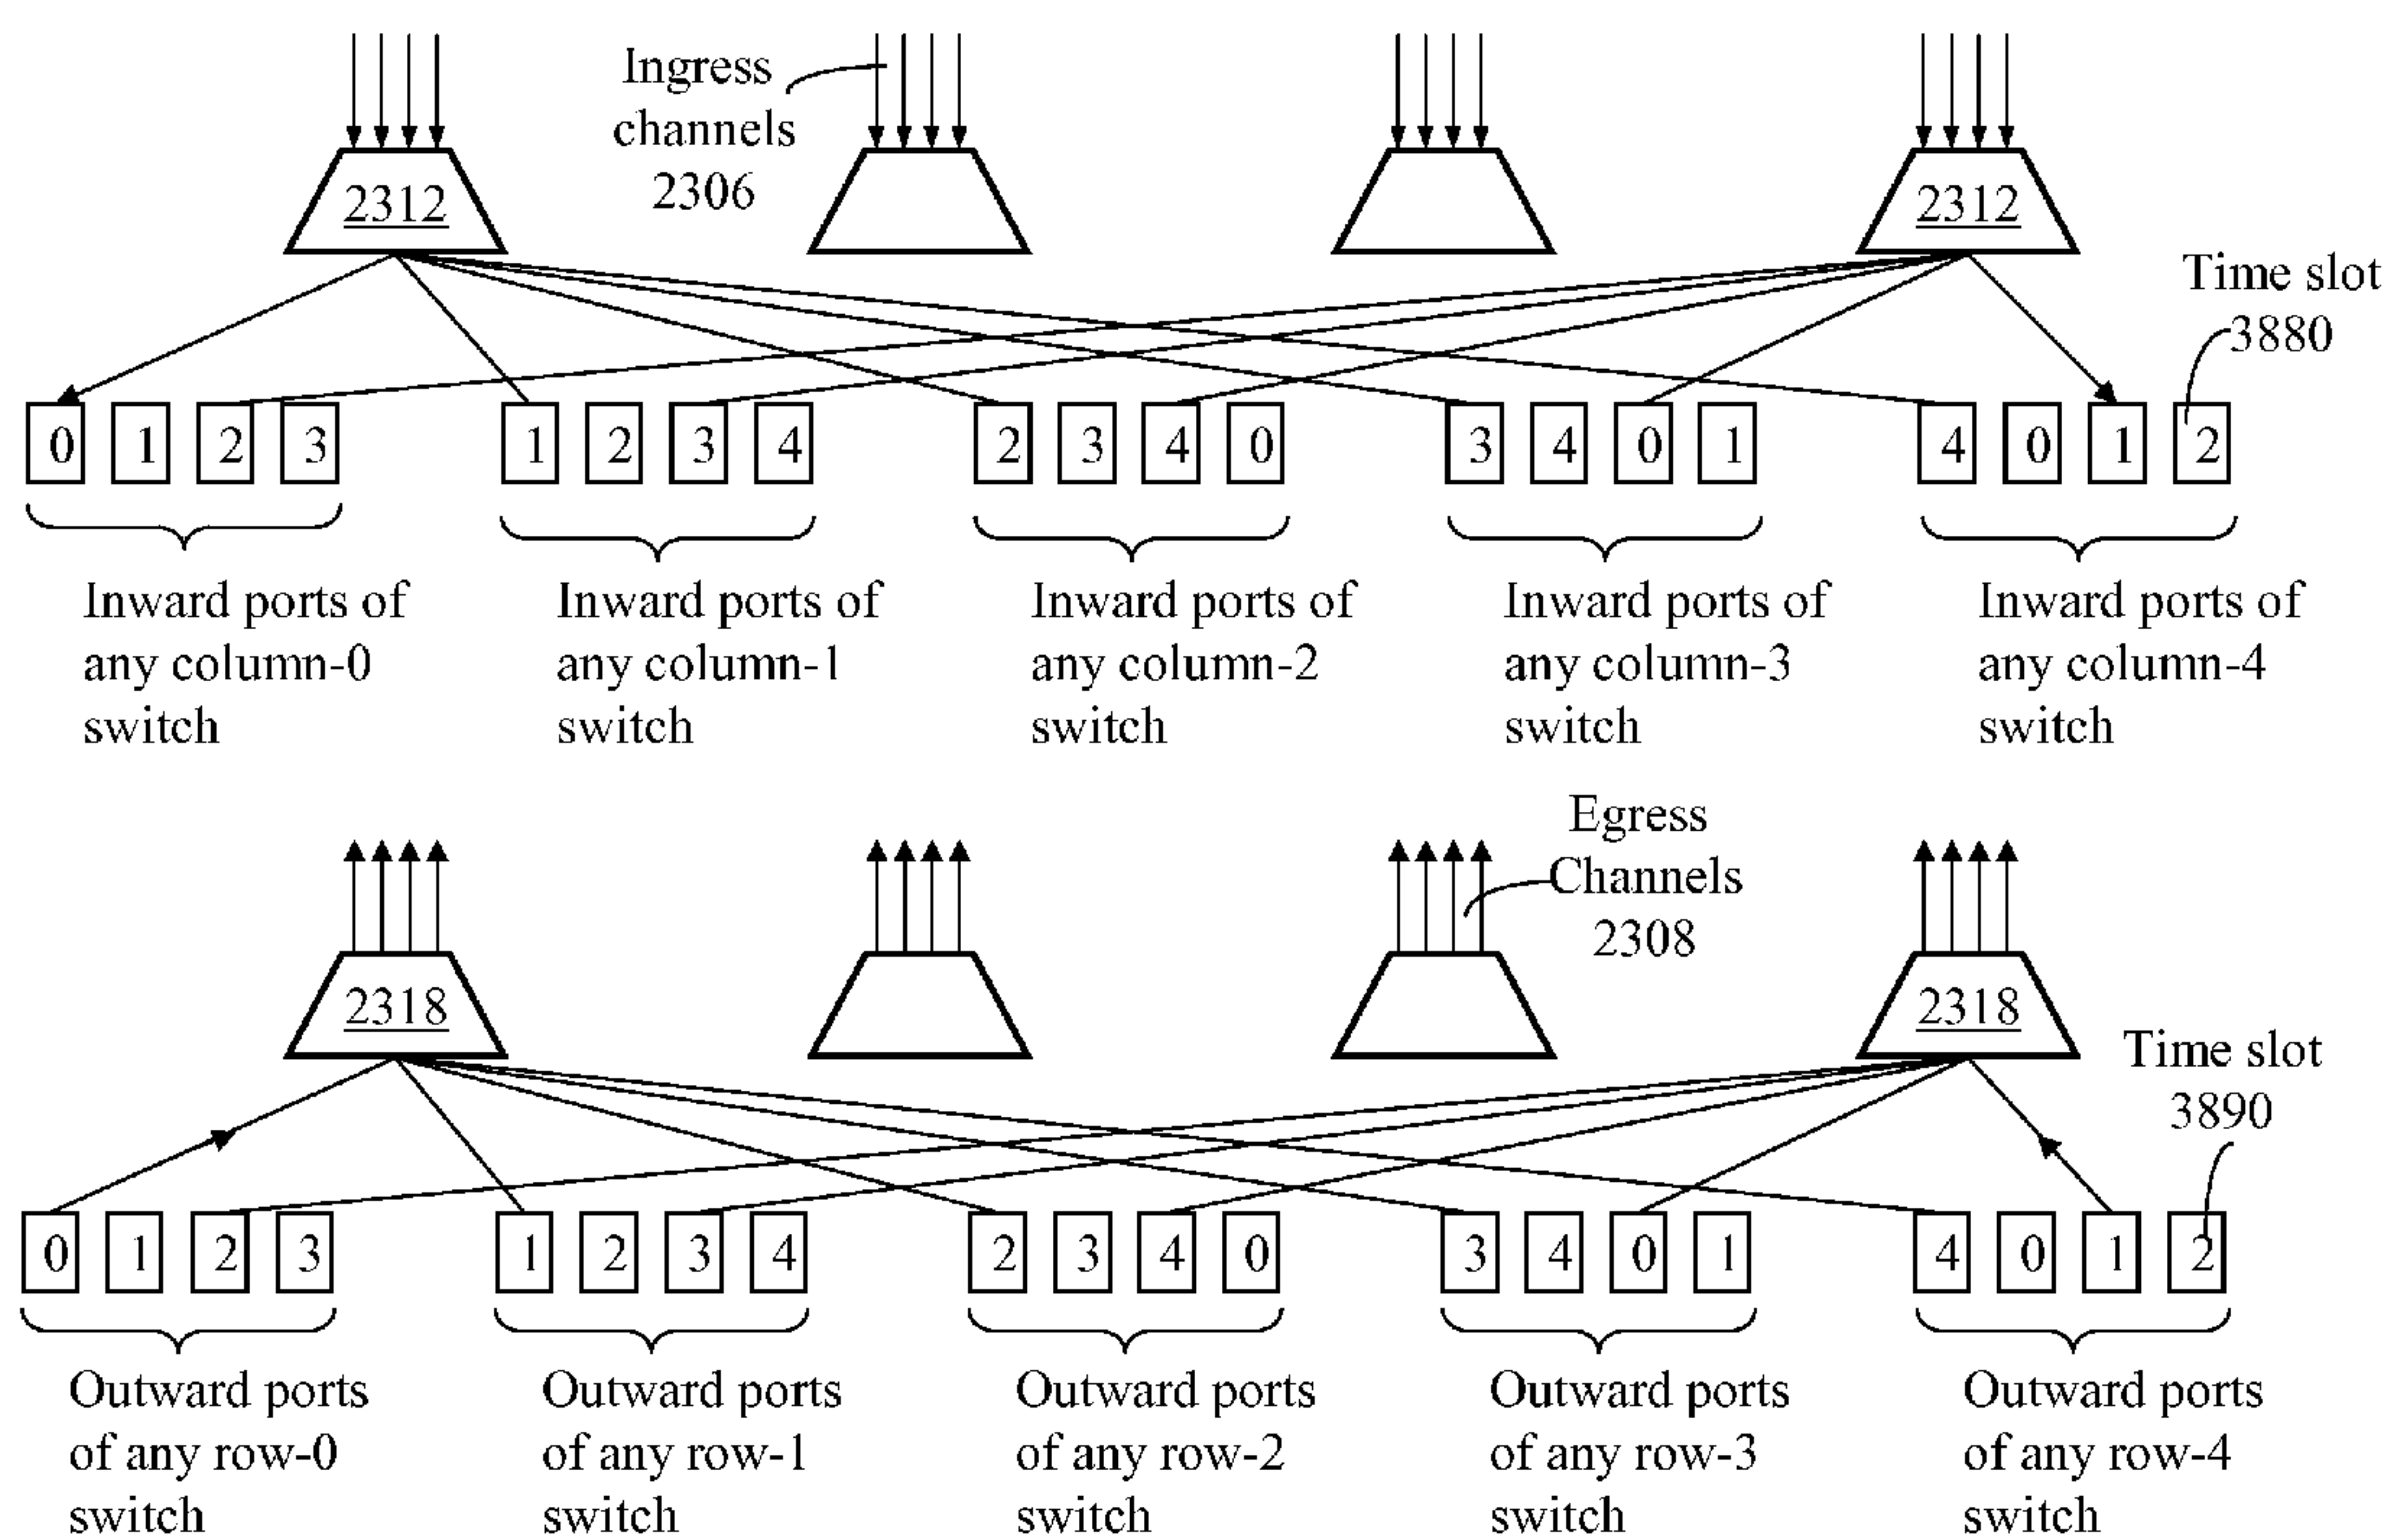 Ingress
channels
2306
2312
2312
Time slot
3880
0 1 2 3 1 2 3 4 2 3 4 0 3 4 0 1 4 0 1 2
Inward ports of
any column-0
switch
Inward ports of
any column-1
switch
Inward ports of
any column-2
switch
Inward ports of
any column-3
switch
Inward ports of
any column-4
switch
Egress
Channels
2308
2318
2318
Time slot
3890
0 1 2 3 1 2 3 4 2 3 4 0 3 4 0 1 4 0 1 2
Outward ports
of any row-0
switch
Outward ports
of any row-1
switch
Outward ports
of any row-2
switch
Outward ports
of any row-3
switch
Outward ports
of any row-4
switch